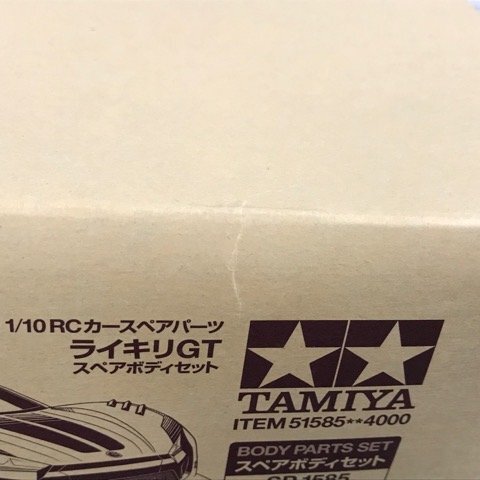 1/10 RCカースペアパーツ
ライキリGT
スペアボディセット
TAMIYA
ITEM 51585**4000
BODY PARTS SET
スペアボディセット
SP.1585